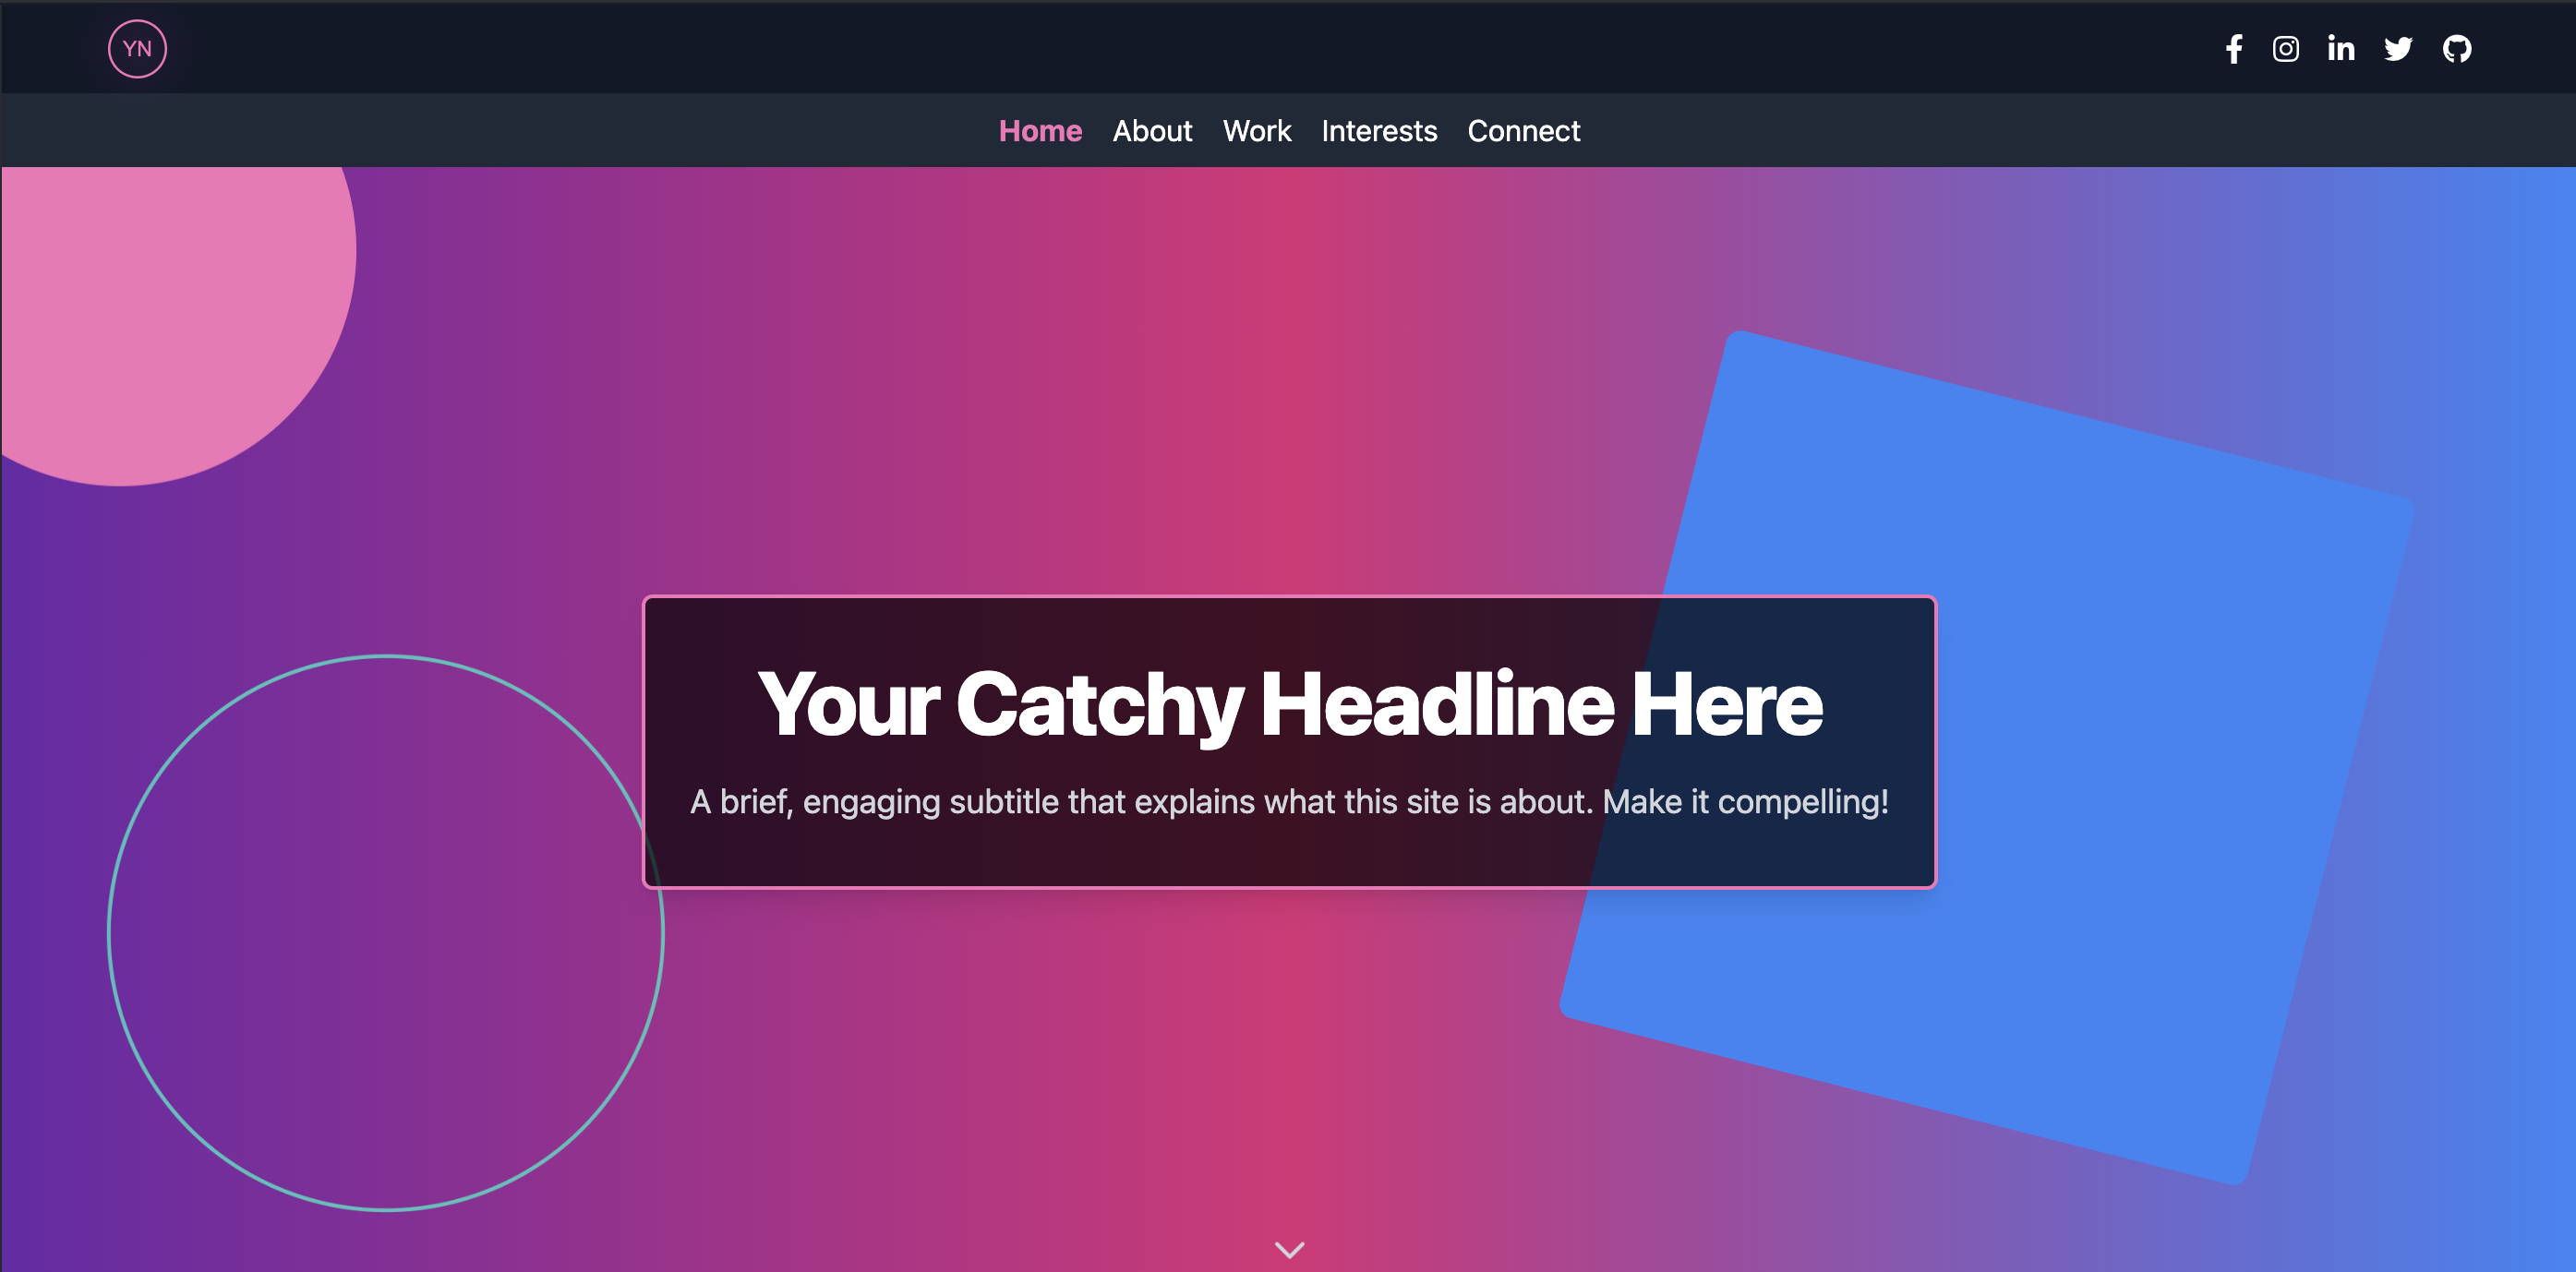 YN
Home About Work Interests Connect
Your Catchy Headline Here
A brief, engaging subtitle that explains what this site is about. Make it compelling!